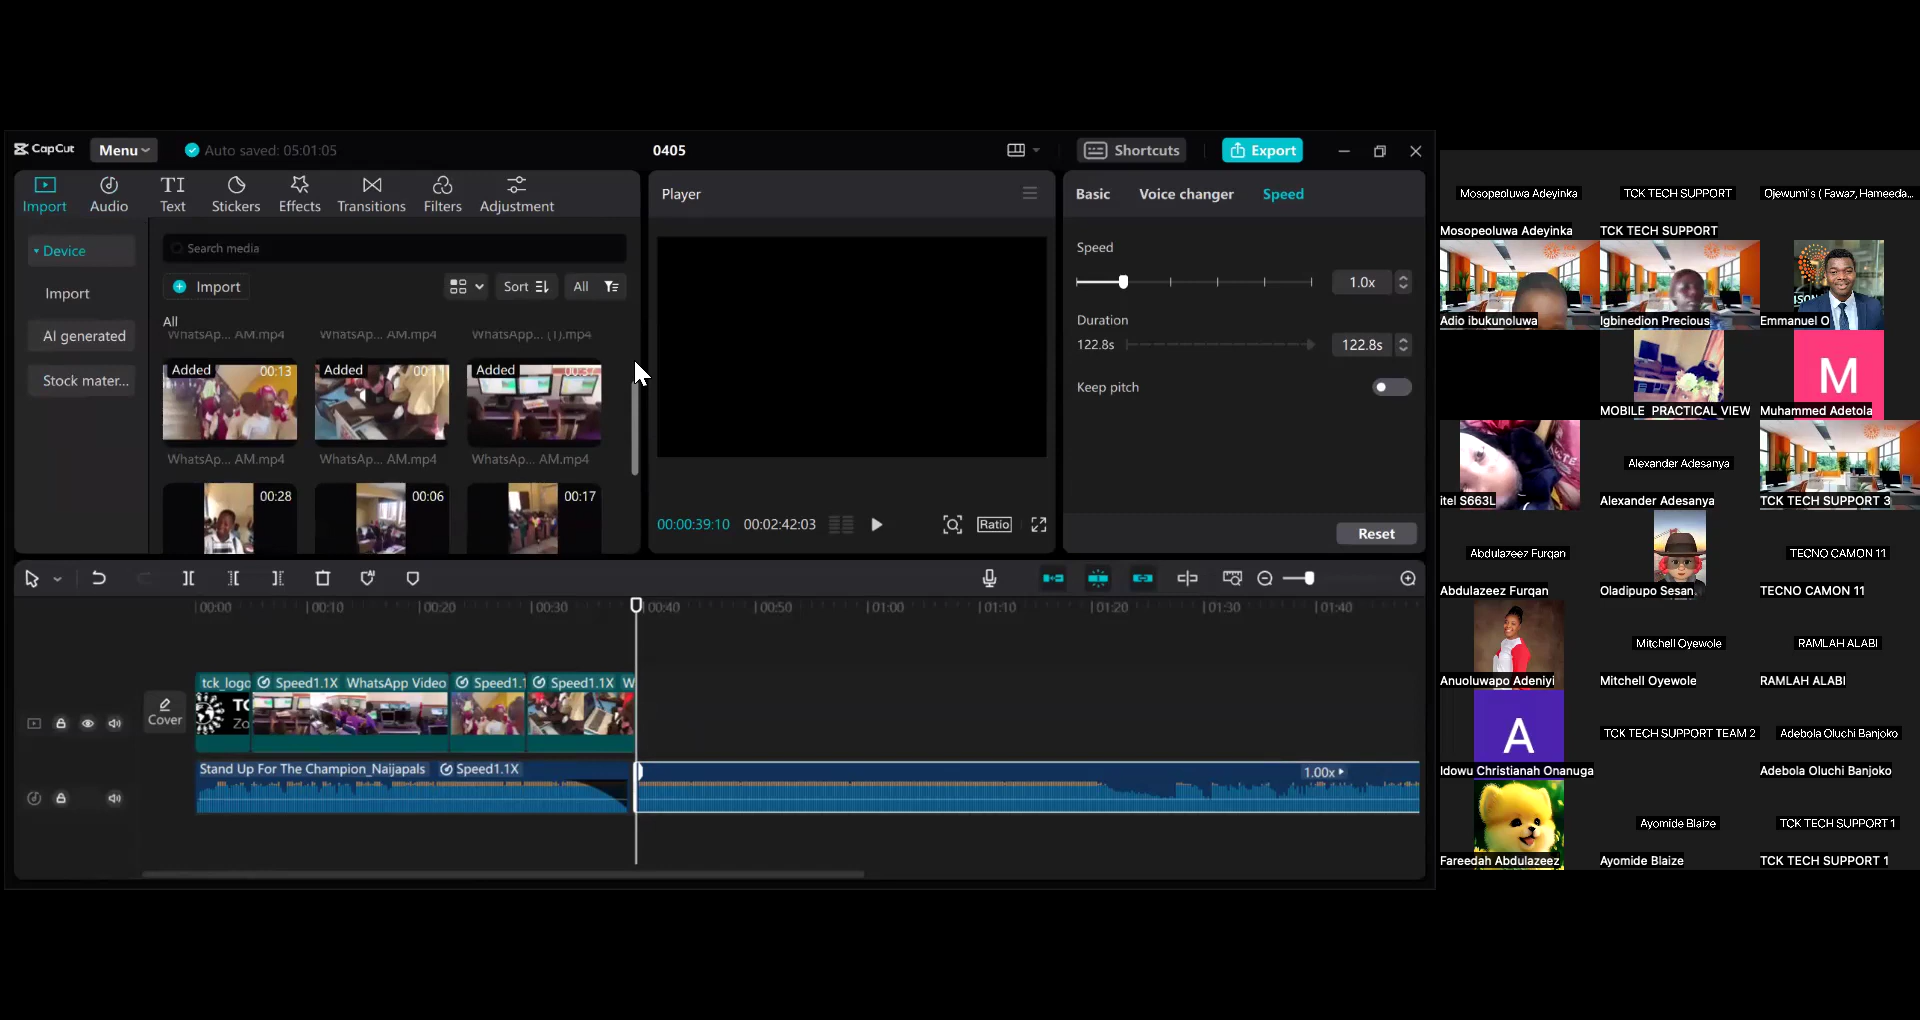 CapCut
Menu
Auto saved: 05:01:05
0405
Shortcuts
Export
Import
Audio
Text
Stickers
Effects
Transitions
Filters
Adjustment
Device
Import
AI generated
Stock mater...
Search media
Import
Sort
All
All
WhatsAp... AM.mp4
WhatsAp... AM.mp4
WhatsApp... (1).mp4
Added
00:13
Added
00:11
Added
00:37
WhatsAp... AM.mp4
WhatsAp... AM.mp4
WhatsAp... AM.mp4
00:28
00:06
00:17
Player
00:00:39:10
00:02:42:03
Ratio
Basic
Voice changer
Speed
Speed
1.0x
Duration
122.8s
122.8s
Keep pitch
Reset
00:00
00:10
00:20
00:30
00:40
00:50
01:00
01:10
01:20
01:30
01:40
Cover
tck_logo
Speed1.1X WhatsApp Video
Speed1.1
Speed1.1X W
Stand Up For The Champion_Naijapals
Speed1.1X
1.00x
Mosopeoluwa Adeyinka
TCK TECH SUPPORT
Ojewumi's ( Fawaz, Hameeda...
Mosopeoluwa Adeyinka
TCK TECH SUPPORT
Adio ibukunoluwa
Igbinedion Precious
Emmanuel O
MOBILE PRACTICAL VIEW
M
Muhammed Adetola
itel S663L
Alexander Adesanya
Alexander Adesanya
TCK TECH SUPPORT 3
Abdulazeez Furqan
TECNO CAMON 11
Abdulazeez Furqan
Oladipupo Sesan
TECNO CAMON 11
Mitchell Oyewole
RAMLAH ALABI
Anuoluwapo Adeniyi
Mitchell Oyewole
RAMLAH ALABI
A
TCK TECH SUPPORT TEAM 2
Adebola Oluchi Banjoko
Idowu Christianah Onanuga
Adebola Oluchi Banjoko
Ayomide Blaize
TCK TECH SUPPORT 1
Fareedah Abdulazeez
Ayomide Blaize
TCK TECH SUPPORT 1